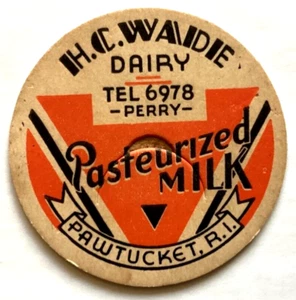 H.C. WADE
DAIRY
TEL 6978
-PERRY-
Pasteurized
MILK
PAWTUCKET, R.I.